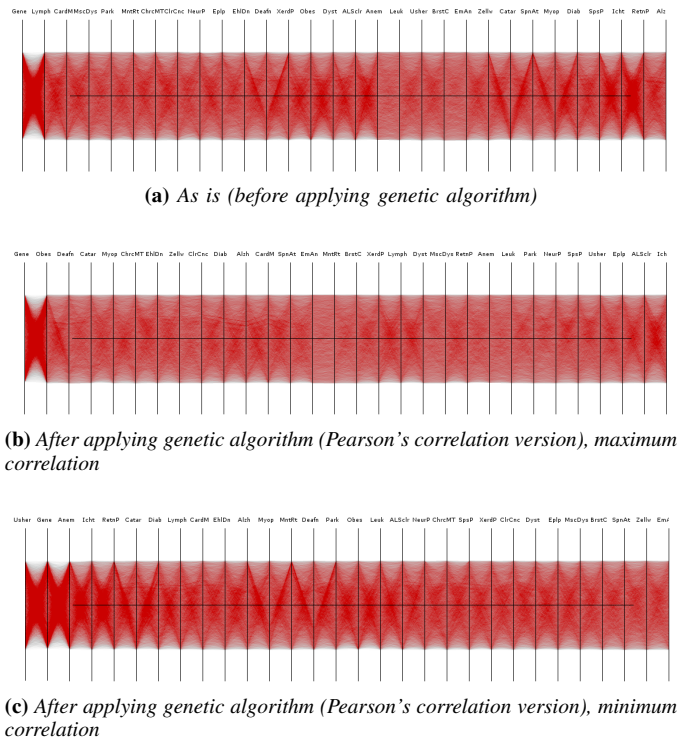 Gene Lymph CardM MscDys Park MntRt ChrcMT ClrCnc NeurP Eplp EhlDn Deafn XerdP Obes Dyst ALSclr Anem Leuk Usher BrstC EmAn Zellw Catar SpnAt Myop Diab SpsP Icht RetnP Alz
(a) As is (before applying genetic algorithm)
Gene Obes Deafn Catar Myop ChrcMT EhlDn Zellv ClrCnc Diab Alzh CardM SpnAt EmAn MntRt BrstC XerdP Lymph Dyst MscDys RetnP Anem Leuk Park NeurP SpsP Usher Eplp ALSclr Ich
(b) After applying genetic algorithm (Pearson's correlation version), maximum
correlation
Usher Gene Anem Icht RetnP Catar Diab Lymph CardM EhlDn Alzh Myop MntRt Deafn Park Obes Leuk ALSclr NeurP ChrcMT SpsP XerdP ClrCnc Dyst Eplp MscDys BrstC SpnAt Zellv
(c) After applying genetic algorithm (Pearson's correlation version), minimum
correlation